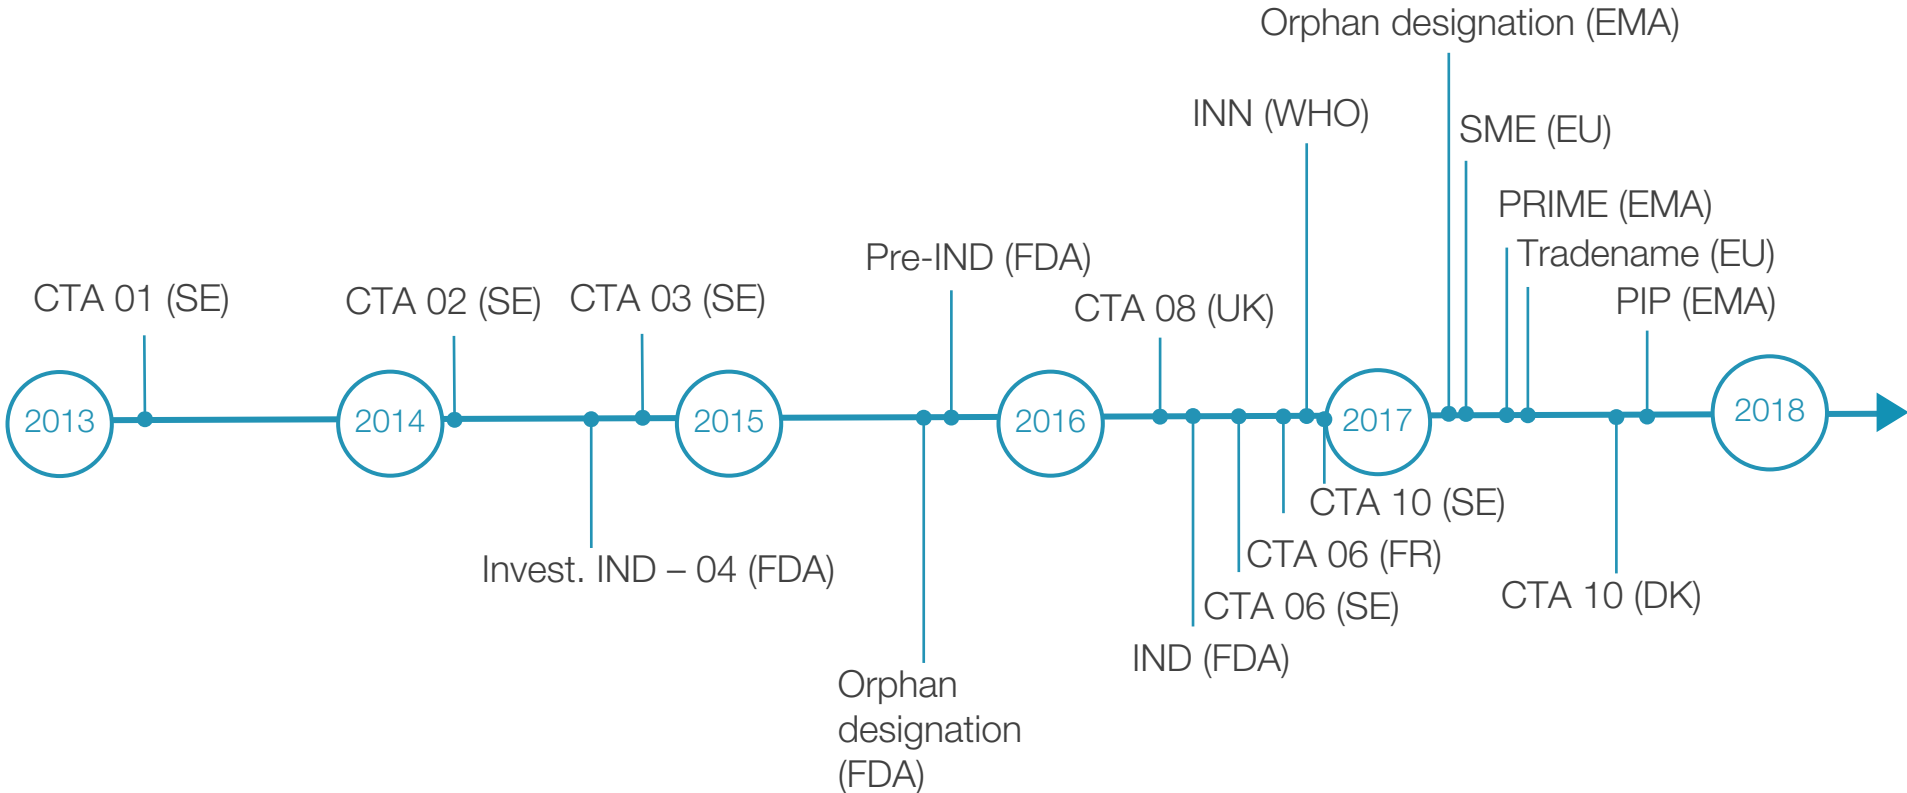 Orphan designation (EMA)
INN (WHO)
SME (EU)
PRIME (EMA)
Tradename (EU)
Pre-IND (FDA)
CTA 01 (SE)
CTA 02 (SE)
CTA 03 (SE)
CTA 08 (UK)
PIP (EMA)
2013
2014
2015
2016
2017
2018
CTA 10 (SE)
Invest. IND – 04 (FDA)
CTA 06 (FR)
CTA 06 (SE)
CTA 10 (DK)
IND (FDA)
Orphan
designation
(FDA)